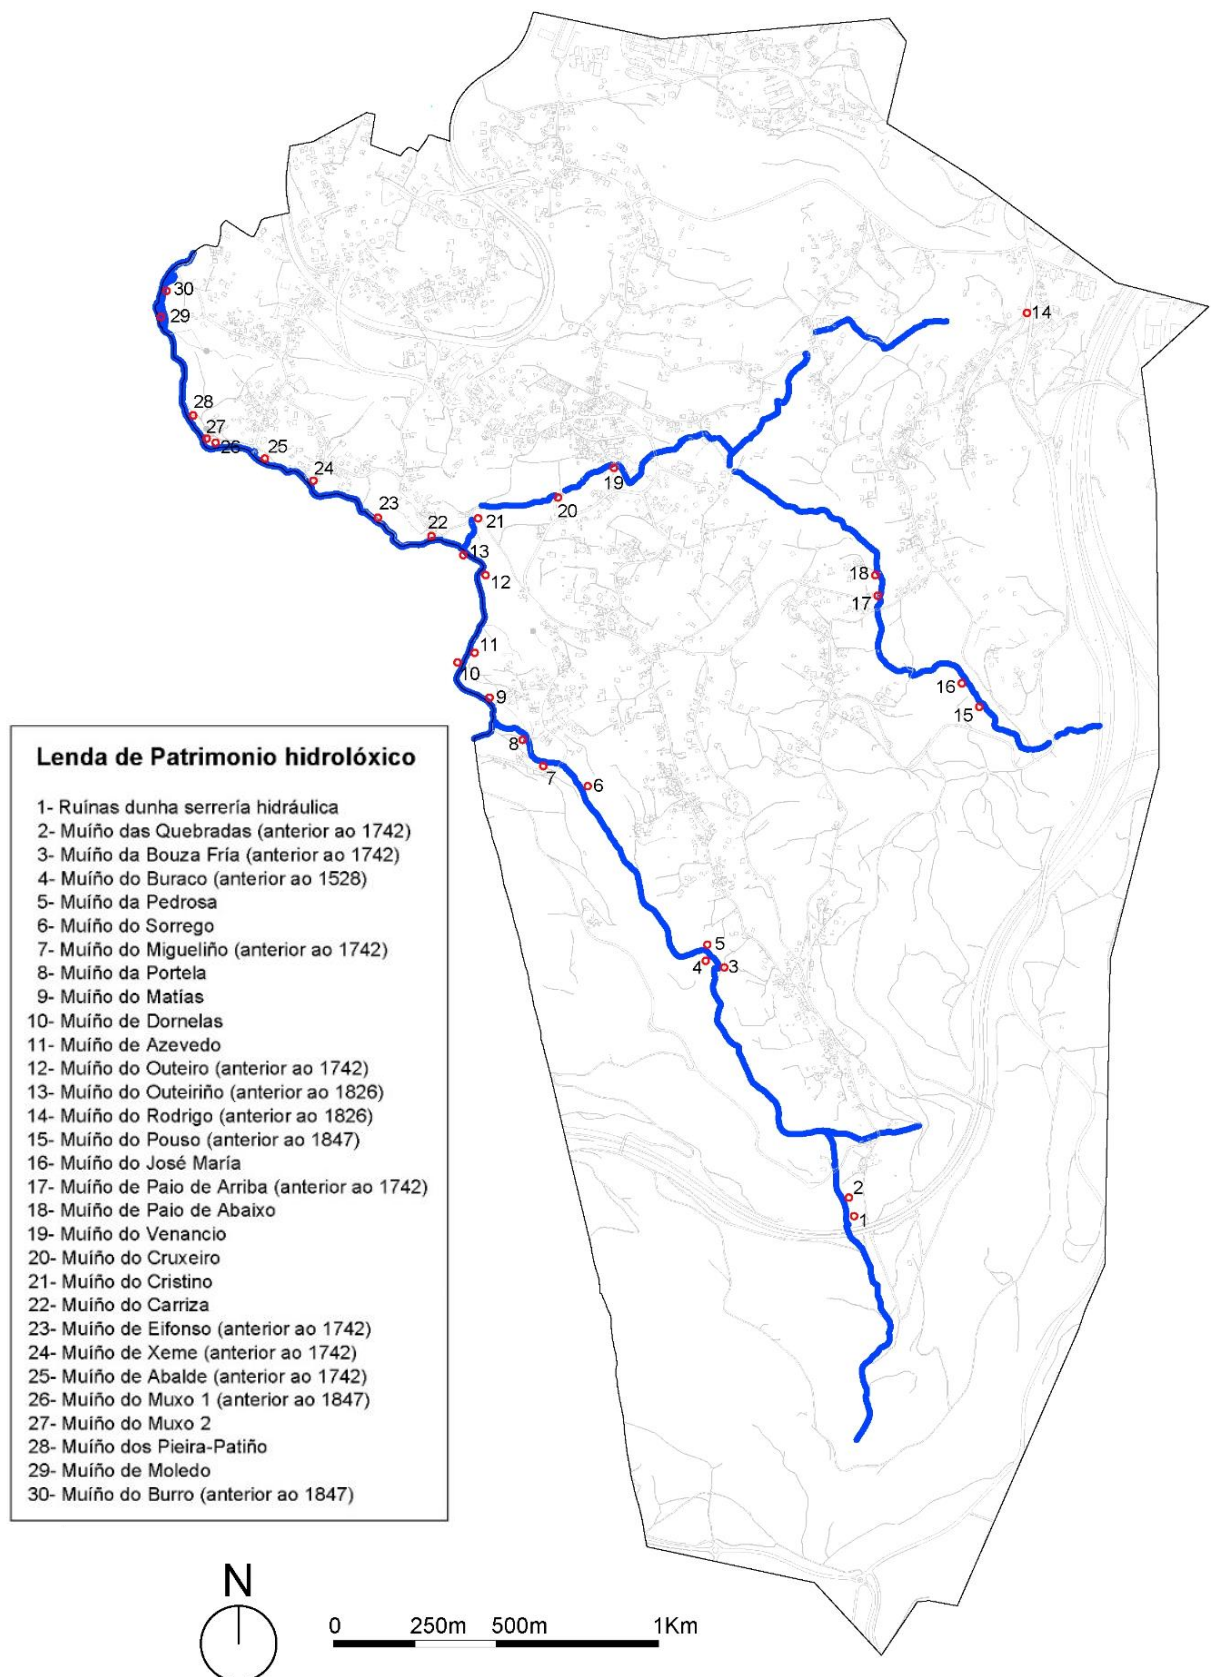 30
29
14
28
27
26
25
24
19
23
20
21
22
13
12
18
17
11
10
16
9
15
8
7
6
5
4
3
2
1
Lenda de Patrimonio hidrolóxico
1- Ruínas dunha serrería hidráulica
2- Muíño das Quebradas (anterior ao 1742)
3- Muíño da Bouza Fría (anterior ao 1742)
4- Muíño do Buraco (anterior ao 1528)
5- Muíño da Pedrosa
6- Muíño do Sorrego
7- Muíño do Migueliño (anterior ao 1742)
8- Muíño da Portela
9- Muíño do Matías
10- Muíño de Dornelas
11- Muíño de Azevedo
12- Muíño do Outeiro (anterior ao 1742)
13- Muíño do Outeiriño (anterior ao 1826)
14- Muíño do Rodrigo (anterior ao 1826)
15- Muíño do Pouso (anterior ao 1847)
16- Muíño do José María
17- Muíño de Paio de Arriba (anterior ao 1742)
18- Muíño de Paio de Abaixo
19- Muíño do Venancio
20- Muíño do Cruxeiro
21- Muíño do Cristino
22- Muíño do Carriza
23- Muíño de Eifonso (anterior ao 1742)
24- Muíño de Xeme (anterior ao 1742)
25- Muíño de Abalde (anterior ao 1742)
26- Muíño do Muxo 1 (anterior ao 1847)
27- Muíño do Muxo 2
28- Muíño dos Pieira-Patiño
29- Muíño de Moledo
30- Muíño do Burro (anterior ao 1847)
N
0 250m 500m 1Km